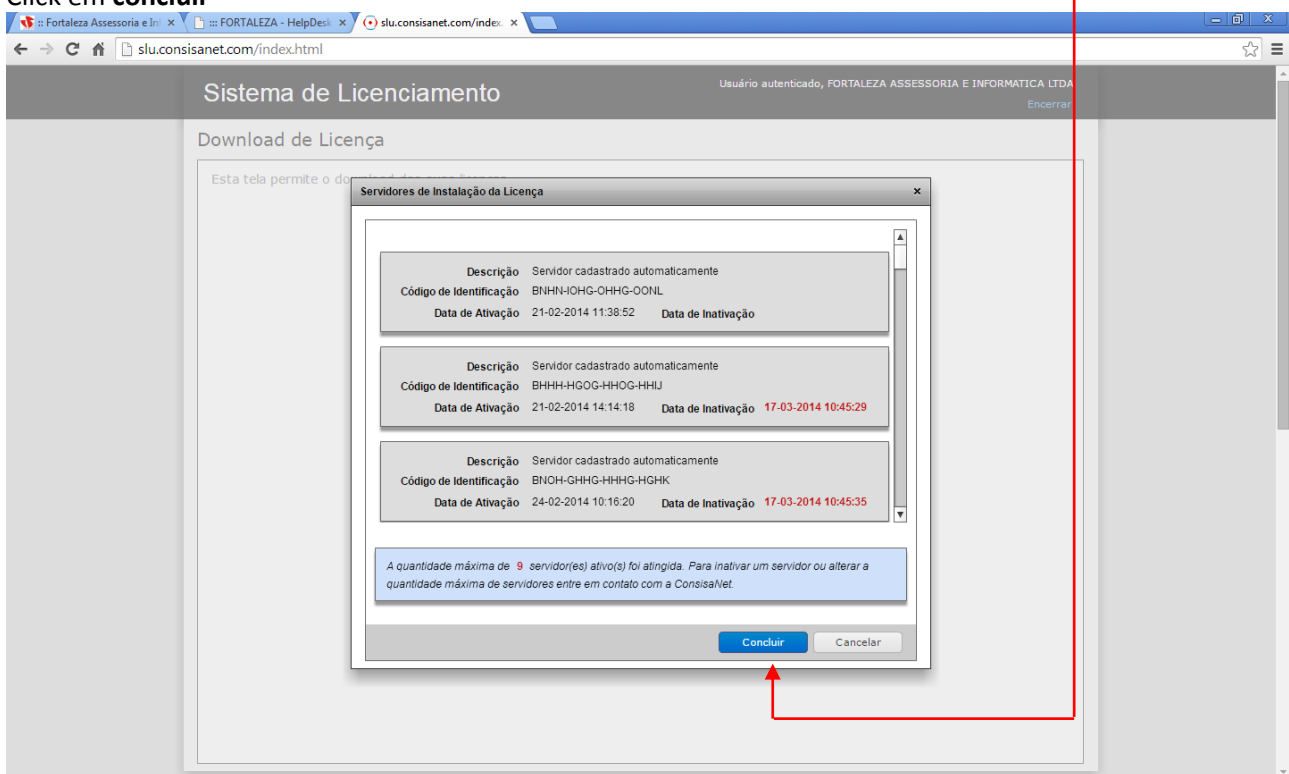 Click em concluir
:: Fortaleza Assessoria e In
::: FORTALEZA - HelpDesk
slu.consisanet.com/index.
slu.consisanet.com/index.html
Sistema de Licenciamento
Usuário autenticado, FORTALEZA ASSESSORIA E INFORMATICA LTDA
Encerrar
Download de Licença
Esta tela permite o download das suas licenças
Servidores de Instalação da Licença
Descrição Servidor cadastrado automaticamente
Código de Identificação BNHN-IOHG-OHHG-OONL
Data de Ativação 21-02-2014 11:38:52 Data de Inativação
Descrição Servidor cadastrado automaticamente
Código de Identificação BHHH-HGOG-HHOG-HHIJ
Data de Ativação 21-02-2014 14:14:18 Data de Inativação 17-03-2014 10:45:29
Descrição Servidor cadastrado automaticamente
Código de Identificação BNOH-GHHG-HHHG-HGHK
Data de Ativação 24-02-2014 10:16:20 Data de Inativação 17-03-2014 10:45:35
A quantidade máxima de 9 servidor(es) ativo(s) foi atingida. Para inativar um servidor ou alterar a
quantidade máxima de servidores entre em contato com a ConsisaNet.
Concluir
Cancelar